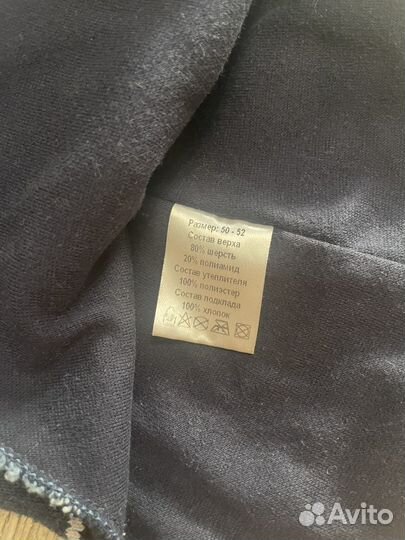 Размер: 50 - 52
Состав верха
80% шерсть
20% полиамид
Состав утеплителя
100% полиэстер
Состав подклада
100% хлопок
Avito